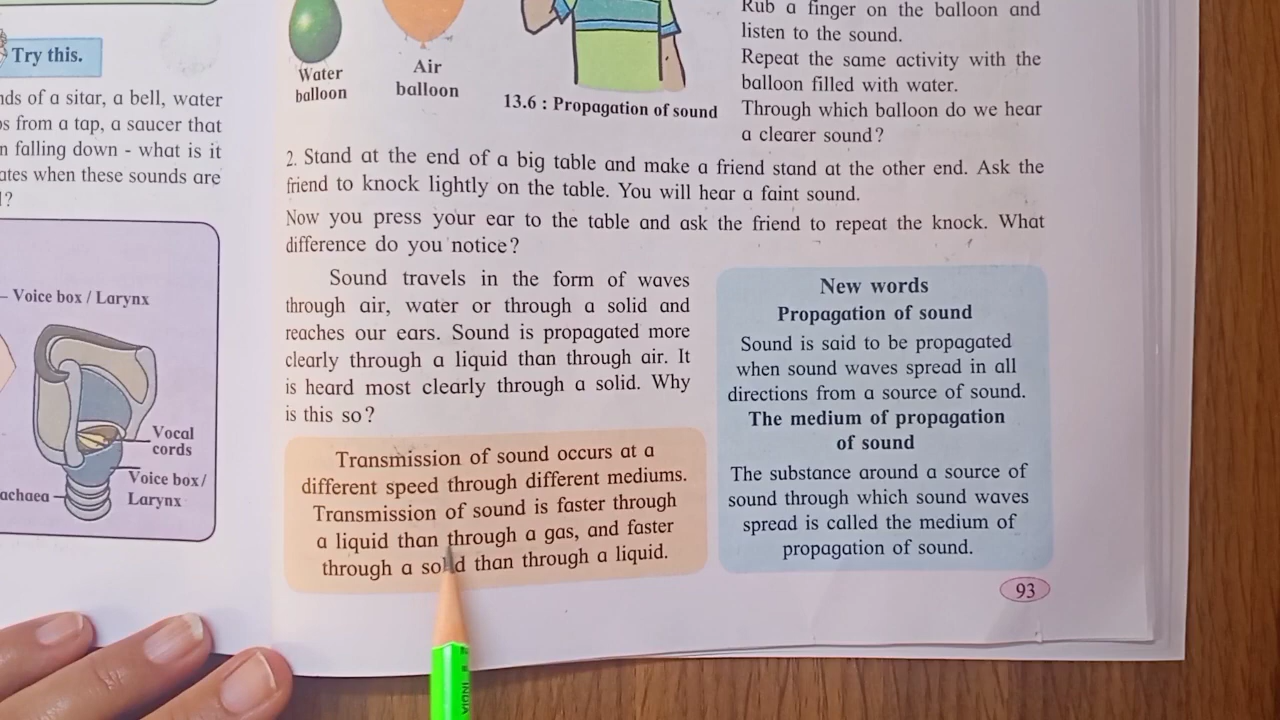 Try this.
nds of a sitar, a bell, water
os from a tap, a saucer that
n falling down - what is it
ates when these sounds are
?
Voice box / Larynx
Vocal
cords
Voice box /
Larynx
achaea
Water
balloon
Air
balloon
13.6 : Propagation of sound
Rub a finger on the balloon and
listen to the sound.
Repeat the same activity with the
balloon filled with water.
Through which balloon do we hear
a clearer sound?
2. Stand at the end of a big table and make a friend stand at the other end. Ask the
friend to knock lightly on the table. You will hear a faint sound.
Now you press your ear to the table and ask the friend to repeat the knock. What
difference do you notice?
Sound travels in the form of waves
through air, water or through a solid and
reaches our ears. Sound is propagated more
clearly through a liquid than through air. It
is heard most clearly through a solid. Why
is this so?
Transmission of sound occurs at a
different speed through different mediums.
Transmission of sound is faster through
a liquid than through a gas, and faster
through a solid than through a liquid.
New words
Propagation of sound
Sound is said to be propagated
when sound waves spread in all
directions from a source of sound.
The medium of propagation
of sound
The substance around a source of
sound through which sound waves
spread is called the medium of
propagation of sound.
93
INDIA